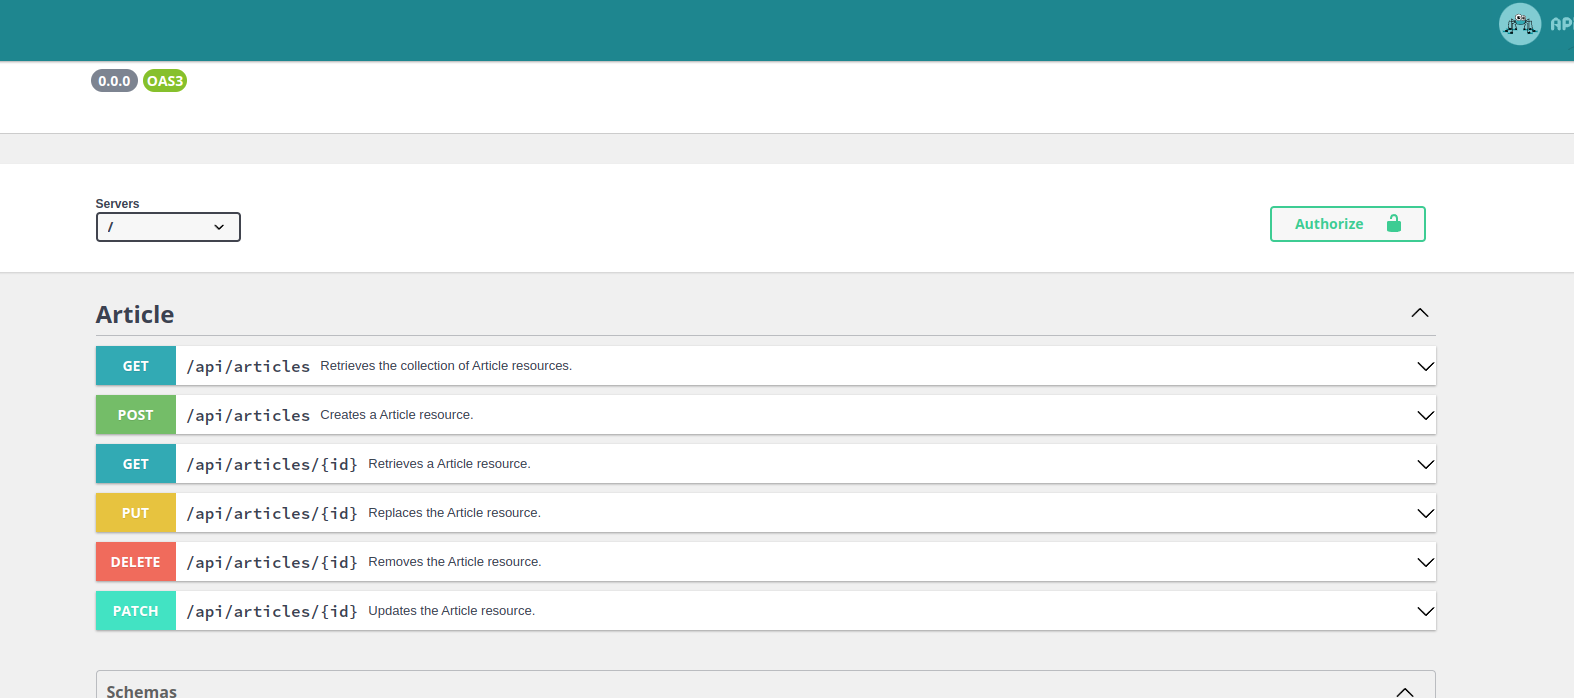 API
0.0.0 OAS3
Servers
/
Authorize
Article
GET /api/articles Retrieves the collection of Article resources.
POST /api/articles Creates a Article resource.
GET /api/articles/{id} Retrieves a Article resource.
PUT /api/articles/{id} Replaces the Article resource.
DELETE /api/articles/{id} Removes the Article resource.
PATCH /api/articles/{id} Updates the Article resource.
Schemas